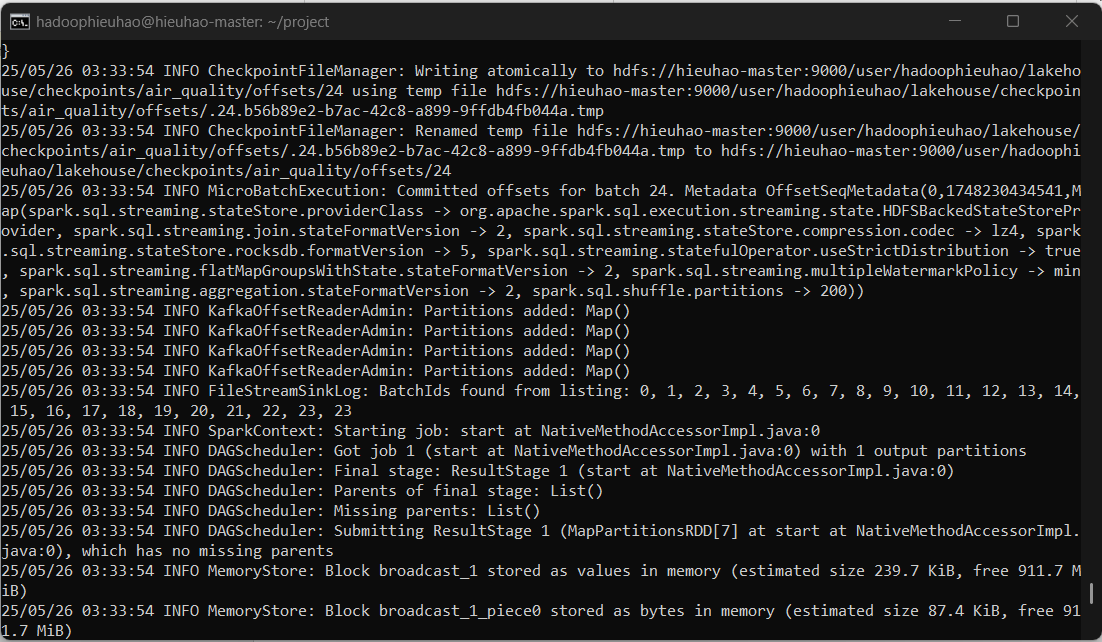 hadoophieuhao@hieuhao-master: ~/project
}
25/05/26 03:33:54 INFO CheckpointFileManager: Writing atomically to hdfs://hieuhao-master:9000/user/hadoophieuhao/lakeho
use/checkpoints/air_quality/offsets/24 using temp file hdfs://hieuhao-master:9000/user/hadoophieuhao/lakehouse/checkpoin
ts/air_quality/offsets/.24.b56b89e2-b7ac-42c8-a899-9ffdb4fb044a.tmp
25/05/26 03:33:54 INFO CheckpointFileManager: Renamed temp file hdfs://hieuhao-master:9000/user/hadoophieuhao/lakehouse/
checkpoints/air_quality/offsets/.24.b56b89e2-b7ac-42c8-a899-9ffdb4fb044a.tmp to hdfs://hieuhao-master:9000/user/hadoophi
euhao/lakehouse/checkpoints/air_quality/offsets/24
25/05/26 03:33:54 INFO MicroBatchExecution: Committed offsets for batch 24. Metadata OffsetSeqMetadata(0,1748230434541,M
ap(spark.sql.streaming.stateStore.providerClass -> org.apache.spark.sql.execution.streaming.state.HDFSBackedStateStorePr
ovider, spark.sql.streaming.join.stateFormatVersion -> 2, spark.sql.streaming.stateStore.compression.codec -> lz4, spark
.sql.streaming.stateStore.rocksdb.formatVersion -> 5, spark.sql.streaming.statefulOperator.useStrictDistribution -> true
, spark.sql.streaming.flatMapGroupsWithState.stateFormatVersion -> 2, spark.sql.streaming.multipleWatermarkPolicy -> min
, spark.sql.streaming.aggregation.stateFormatVersion -> 2, spark.sql.shuffle.partitions -> 200))
25/05/26 03:33:54 INFO KafkaOffsetReaderAdmin: Partitions added: Map()
25/05/26 03:33:54 INFO KafkaOffsetReaderAdmin: Partitions added: Map()
25/05/26 03:33:54 INFO KafkaOffsetReaderAdmin: Partitions added: Map()
25/05/26 03:33:54 INFO KafkaOffsetReaderAdmin: Partitions added: Map()
25/05/26 03:33:54 INFO FileStreamSinkLog: BatchIds found from listing: 0, 1, 2, 3, 4, 5, 6, 7, 8, 9, 10, 11, 12, 13, 14,
 15, 16, 17, 18, 19, 20, 21, 22, 23, 23
25/05/26 03:33:54 INFO SparkContext: Starting job: start at NativeMethodAccessorImpl.java:0
25/05/26 03:33:54 INFO DAGScheduler: Got job 1 (start at NativeMethodAccessorImpl.java:0) with 1 output partitions
25/05/26 03:33:54 INFO DAGScheduler: Final stage: ResultStage 1 (start at NativeMethodAccessorImpl.java:0)
25/05/26 03:33:54 INFO DAGScheduler: Parents of final stage: List()
25/05/26 03:33:54 INFO DAGScheduler: Missing parents: List()
25/05/26 03:33:54 INFO DAGScheduler: Submitting ResultStage 1 (MapPartitionsRDD[7] at start at NativeMethodAccessorImpl.
java:0), which has no missing parents
25/05/26 03:33:54 INFO MemoryStore: Block broadcast_1 stored as values in memory (estimated size 239.7 KiB, free 911.7 M
iB)
25/05/26 03:33:54 INFO MemoryStore: Block broadcast_1_piece0 stored as bytes in memory (estimated size 87.4 KiB, free 91
1.7 MiB)